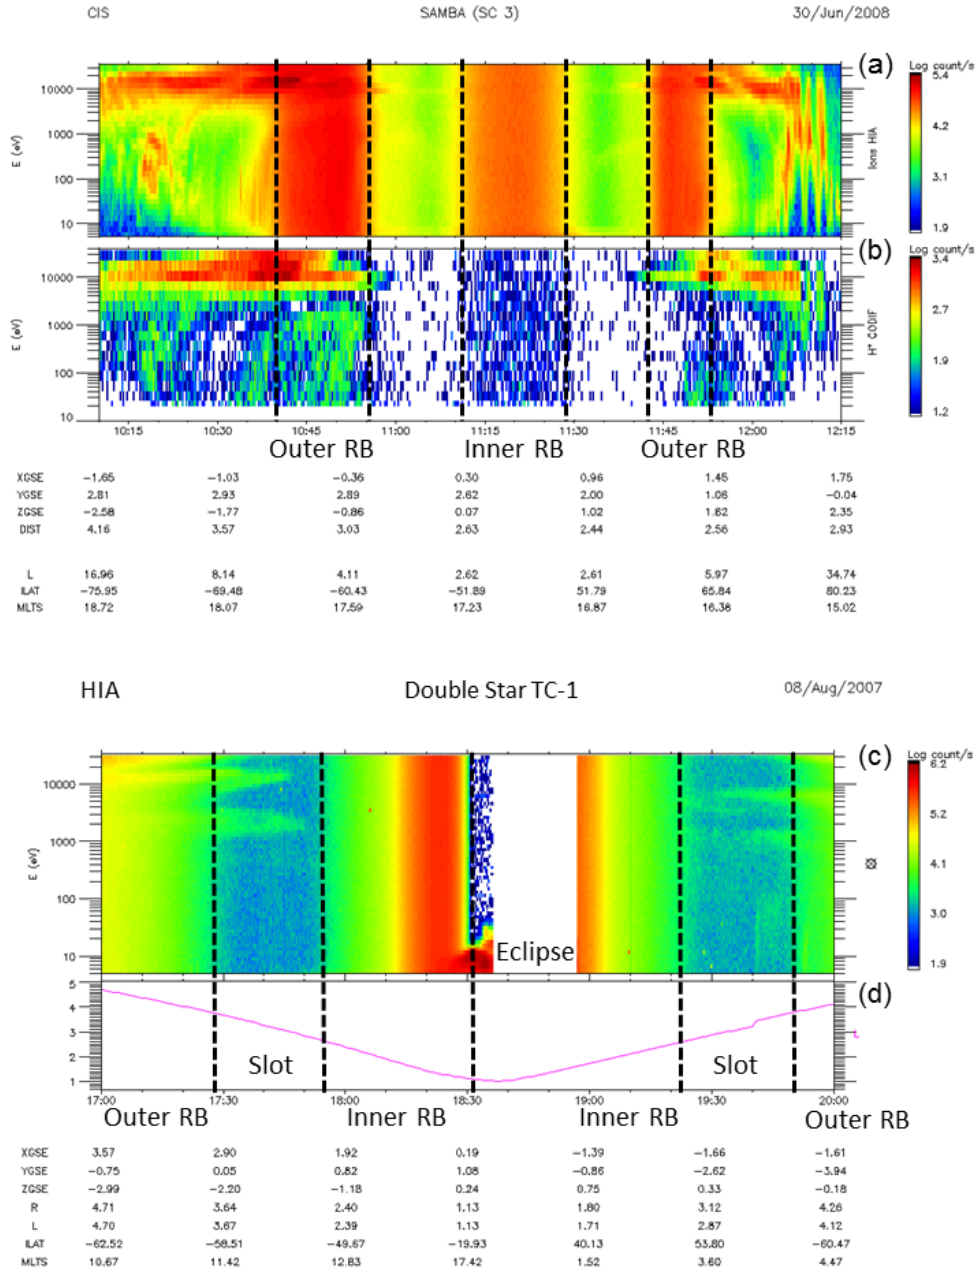 CIS SAMBA (SC 3) 30/Jun/2008
(a)
Log count/s
5.4
4.2
3.1
1.9
Ions HIA
E (eV)
10000
1000
100
10
(b)
Log count/s
3.4
2.7
1.9
1.2
H⁺ CODIF
E (eV)
10000
1000
100
10
10:15 10:30 10:45 11:00 11:15 11:30 11:45 12:00 12:15
Outer RB Inner RB Outer RB
XGSE −1.65 −1.03 −0.36 0.30 0.96 1.45 1.75
YGSE 2.81 2.93 2.89 2.62 2.00 1.06 −0.04
ZGSE −2.58 −1.77 −0.86 0.07 1.02 1.82 2.35
DIST 4.16 3.57 3.03 2.63 2.44 2.56 2.93
L 16.96 8.14 4.11 2.62 2.61 5.97 34.74
ILAT −75.95 −69.48 −60.43 −51.89 51.79 65.84 80.23
MLTS 18.72 18.07 17.59 17.23 16.87 16.38 15.02
HIA Double Star TC-1 08/Aug/2007
(c)
Log count/s
6.2
5.2
4.1
3.0
1.9
E (eV)
10000
1000
100
10
Eclipse
(d)
5
4
3
2
1
Slot Slot
17:00 17:30 18:00 18:30 19:00 19:30 20:00
Outer RB Inner RB Inner RB Outer RB
XGSE 3.57 2.90 1.92 0.19 −1.39 −1.66 −1.61
YGSE −0.75 0.05 0.82 1.08 −0.86 −2.62 −3.94
ZGSE −2.99 −2.20 −1.18 0.24 0.75 0.33 −0.18
R 4.71 3.64 2.40 1.13 1.80 3.12 4.26
L 4.70 3.67 2.39 1.13 1.71 2.87 4.12
ILAT −62.52 −58.51 −49.67 −19.93 40.13 53.80 −60.47
MLTS 10.67 11.42 12.83 17.42 1.52 3.60 4.47